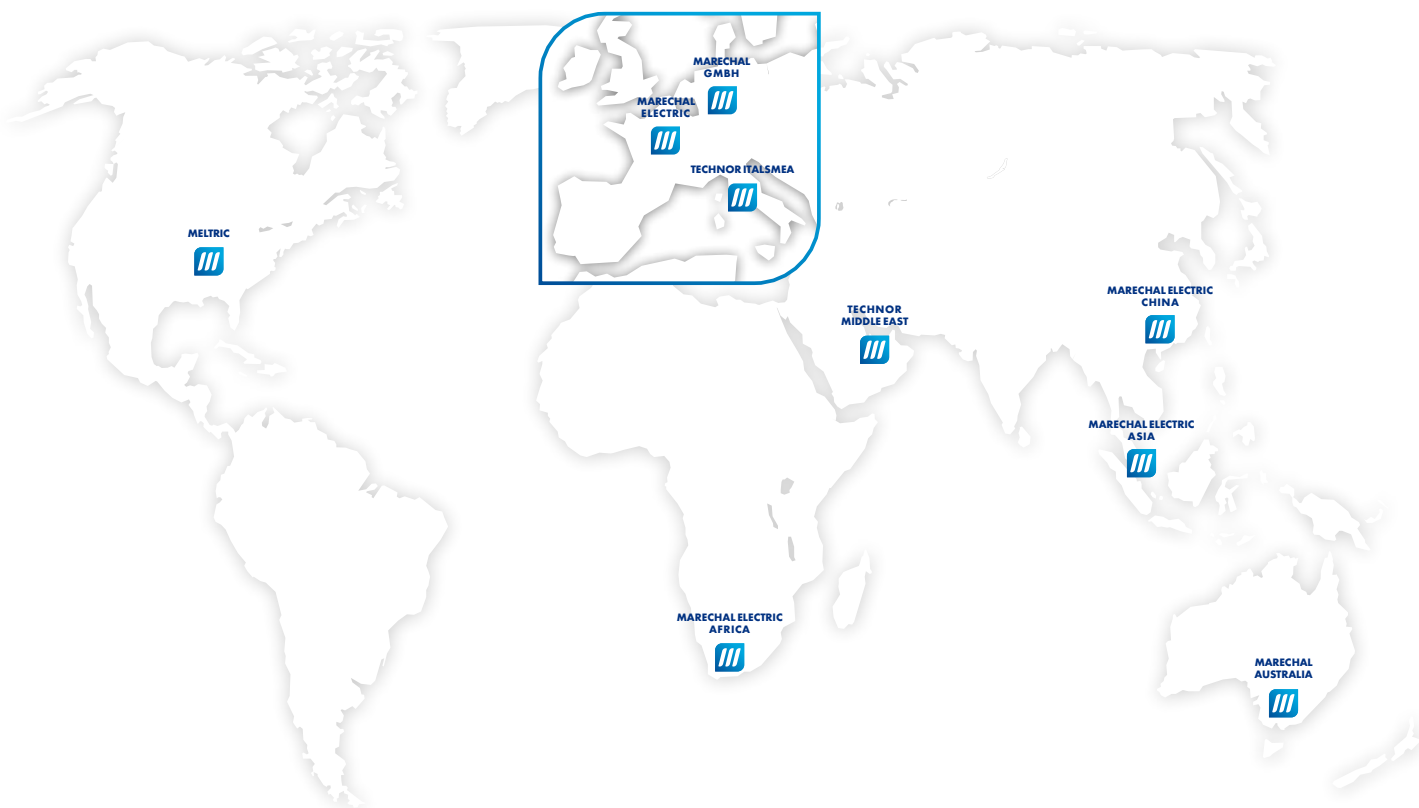 MARECHAL
GMBH
MARECHAL
ELECTRIC
TECHNOR ITALSMEA
MELTRIC
MARECHAL ELECTRIC
CHINA
TECHNOR
MIDDLE EAST
MARECHAL ELECTRIC
ASIA
MARECHAL ELECTRIC
AFRICA
MARECHAL
AUSTRALIA